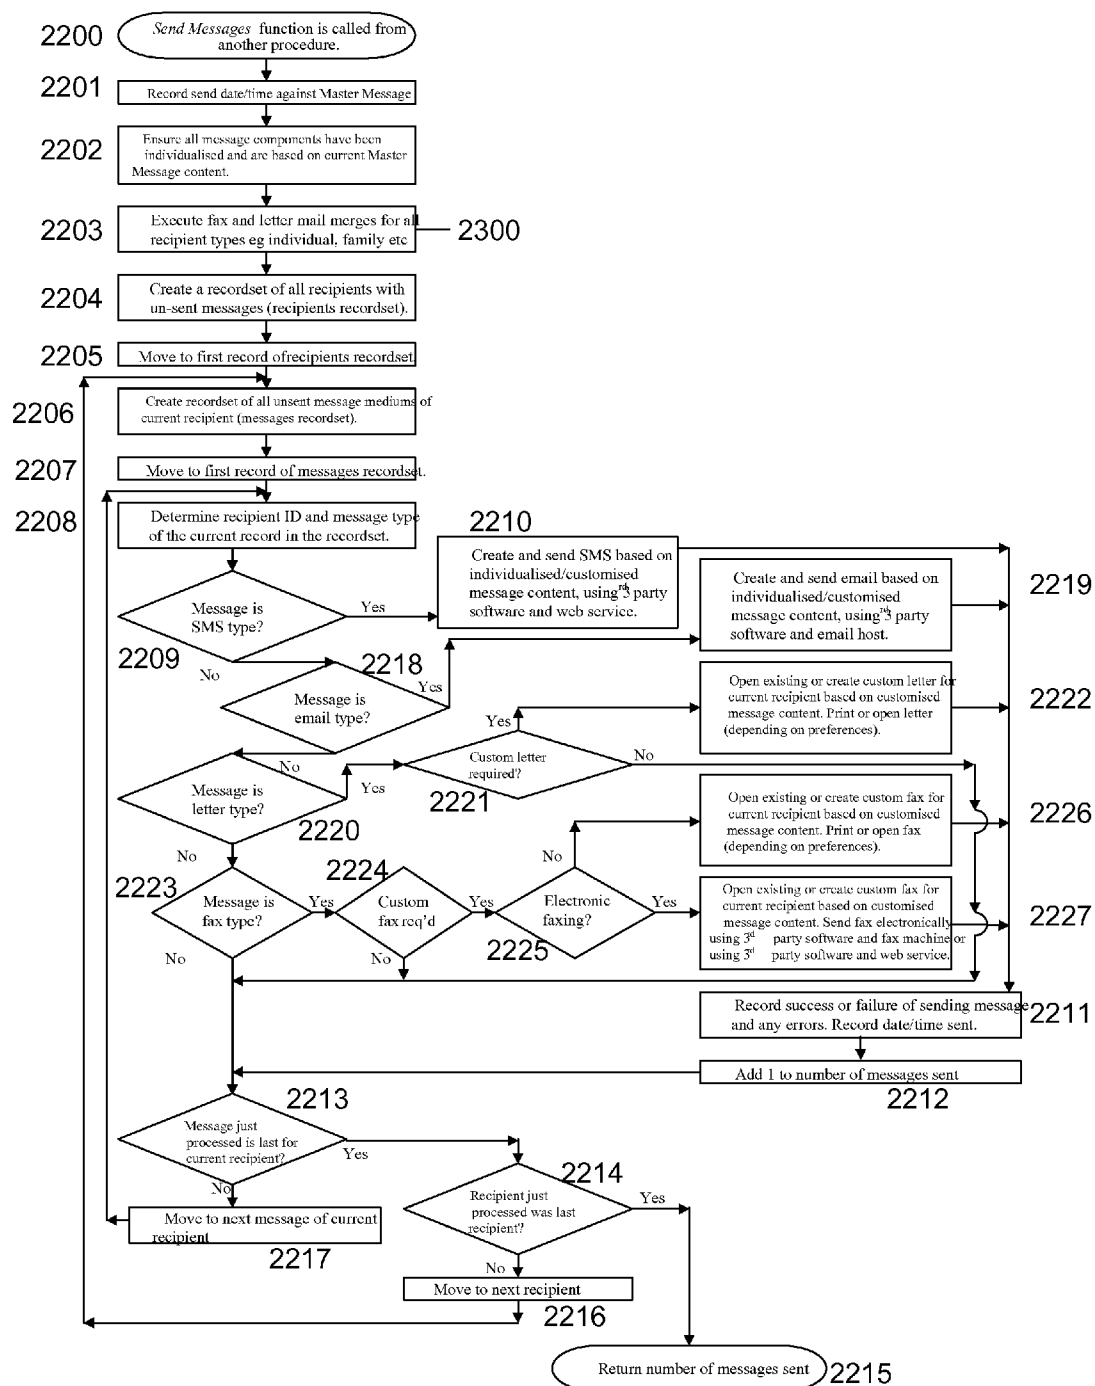 2200
Send Messages function is called from
another procedure.
2201
Record send date/time against Master Message
2202
Ensure all message components have been
individualised and are based on current Master
Message content.
2203
Execute fax and letter mail merges for all
recipient types eg individual, family etc
2300
2204
Create a recordset of all recipients with
un-sent messages (recipients recordset).
2205
Move to first record ofrecipients recordset.
2206
Create recordset of all unsent message mediums of
current recipient (messages recordset).
2207
Move to first record of messages recordset.
2208
Determine recipient ID and message type
of the current record in the recordset.
2210
Create and send SMS based on
individualised/customised
message content, using 3rd party
software and web service.
2219
Create and send email based on
individualised/customised
message content, using 3rd party
software and email host.
Message is
SMS type?
Yes
2209
No
2218
Message is
email type?
Yes
No
2222
Open existing or create custom letter for
current recipient based on customised
message content. Print or open letter
(depending on preferences).
Yes
Custom letter
required?
No
2221
Message is
letter type?
Yes
2220
No
2226
Open existing or create custom fax for
current recipient based on customised
message content. Print or open fax
(depending on preferences).
2223
Message is
fax type?
Yes
No
2224
Custom
fax req'd
Yes
No
No
Electronic
faxing?
Yes
2225
2227
Open existing or create custom fax for
current recipient based on customised
message content. Send fax electronically
using 3d party software and fax machine or
using 3d party software and web service.
Record success or failure of sending message
and any errors. Record date/time sent.
2211
Add 1 to number of messages sent
2212
2213
Message just
processed is last for
current recipient?
Yes
No
2214
Recipient just
processed was last
recipient?
Yes
No
Move to next message of current
recipient
2217
Move to next recipient
2216
Return number of messages sent
2215